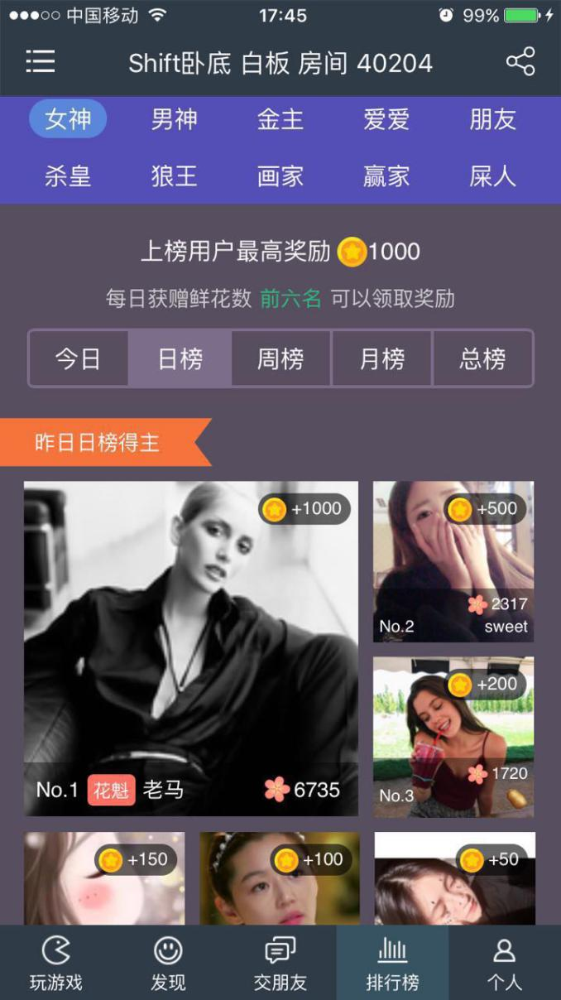 中国移动 17:45 99%
Shift卧底 白板 房间 40204
女神 男神 金主 爱爱 朋友
杀皇 狼王 画家 赢家 屎人
上榜用户最高奖励 1000
每日获赠鲜花数 前六名 可以领取奖励
今日 日榜 周榜 月榜 总榜
昨日日榜得主
+1000
No.1 花魁 老马 6735
+500
2317
No.2 sweet
+200
1720
No.3
+150 +100 +50
玩游戏 发现 交朋友 排行榜 个人